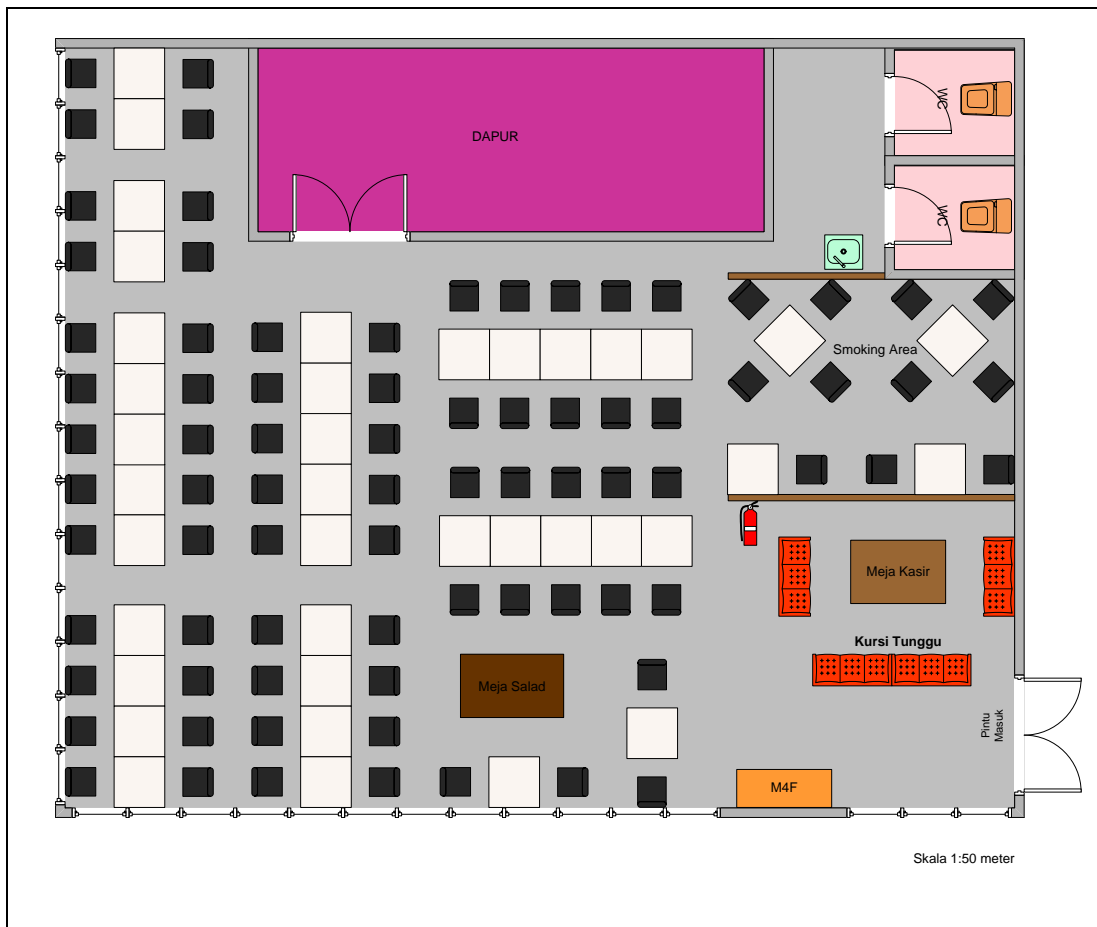 WC
DAPUR
WC
Smoking Area
Meja Kasir
Kursi Tunggu
Meja Salad
Pintu
Masuk
M4F
Skala 1:50 meter